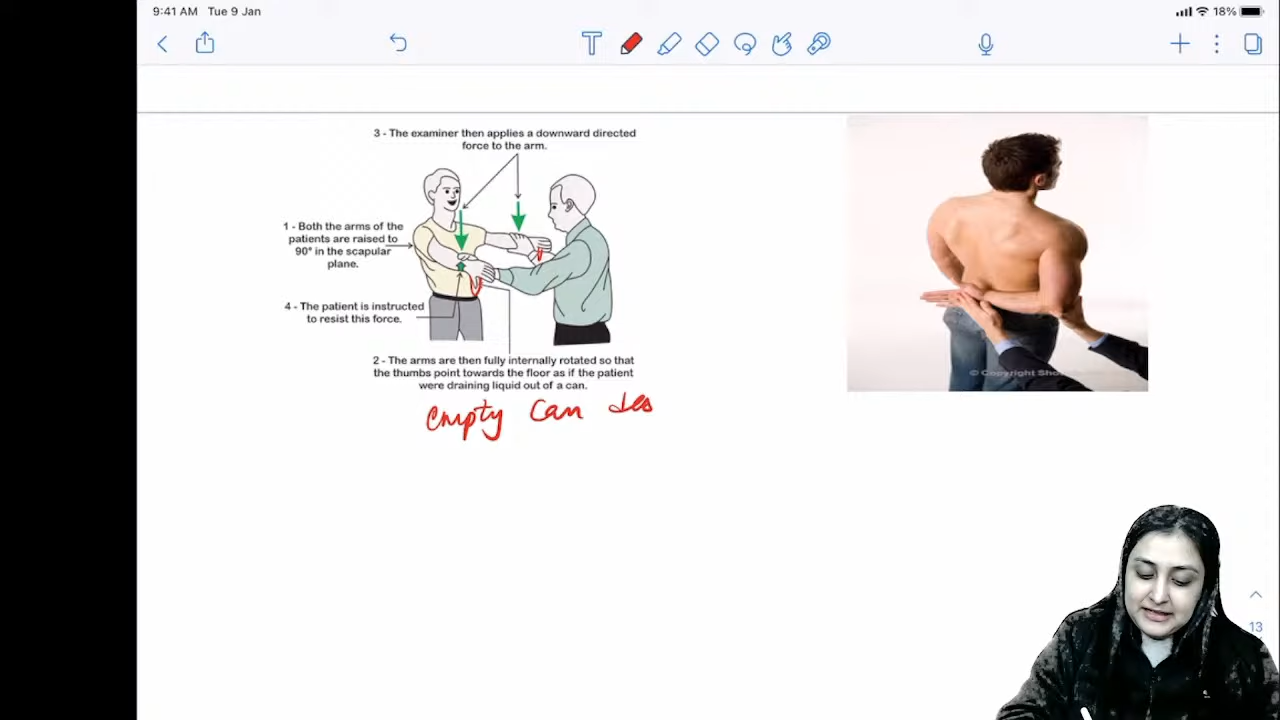 9:41 AM Tue 9 Jan
18%
3 - The examiner then applies a downward directed
force to the arm.
1 - Both the arms of the
patients are raised to
90° in the scapular
plane.
4 - The patient is instructed
to resist this force.
2 - The arms are then fully internally rotated so that
the thumbs point towards the floor as if the patient
were draining liquid out of a can.
empty can tes
© Copyright Sho
13